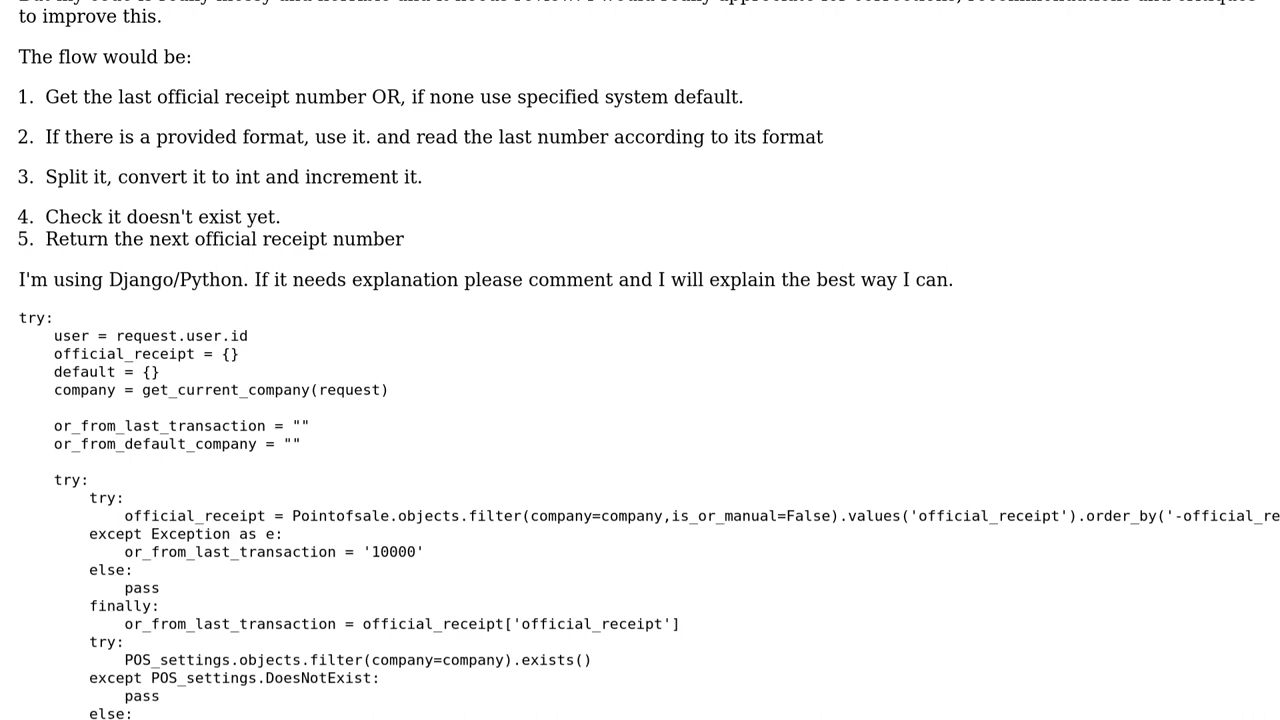 to improve this.
The flow would be:
1. Get the last official receipt number OR, if none use specified system default.
2. If there is a provided format, use it. and read the last number according to its format
3. Split it, convert it to int and increment it.
4. Check it doesn't exist yet.
5. Return the next official receipt number
I'm using Django/Python. If it needs explanation please comment and I will explain the best way I can.
try:
    user = request.user.id
    official_receipt = {}
    default = {}
    company = get_current_company(request)
    or_from_last_transaction = ""
    or_from_default_company = ""
    try:
        try:
            official_receipt = Pointofsale.objects.filter(company=company,is_or_manual=False).values('official_receipt').order_by('-official_re
        except Exception as e:
            or_from_last_transaction = '10000'
        else:
            pass
        finally:
            or_from_last_transaction = official_receipt['official_receipt']
        try:
            POS_settings.objects.filter(company=company).exists()
        except POS_settings.DoesNotExist:
            pass
        else: